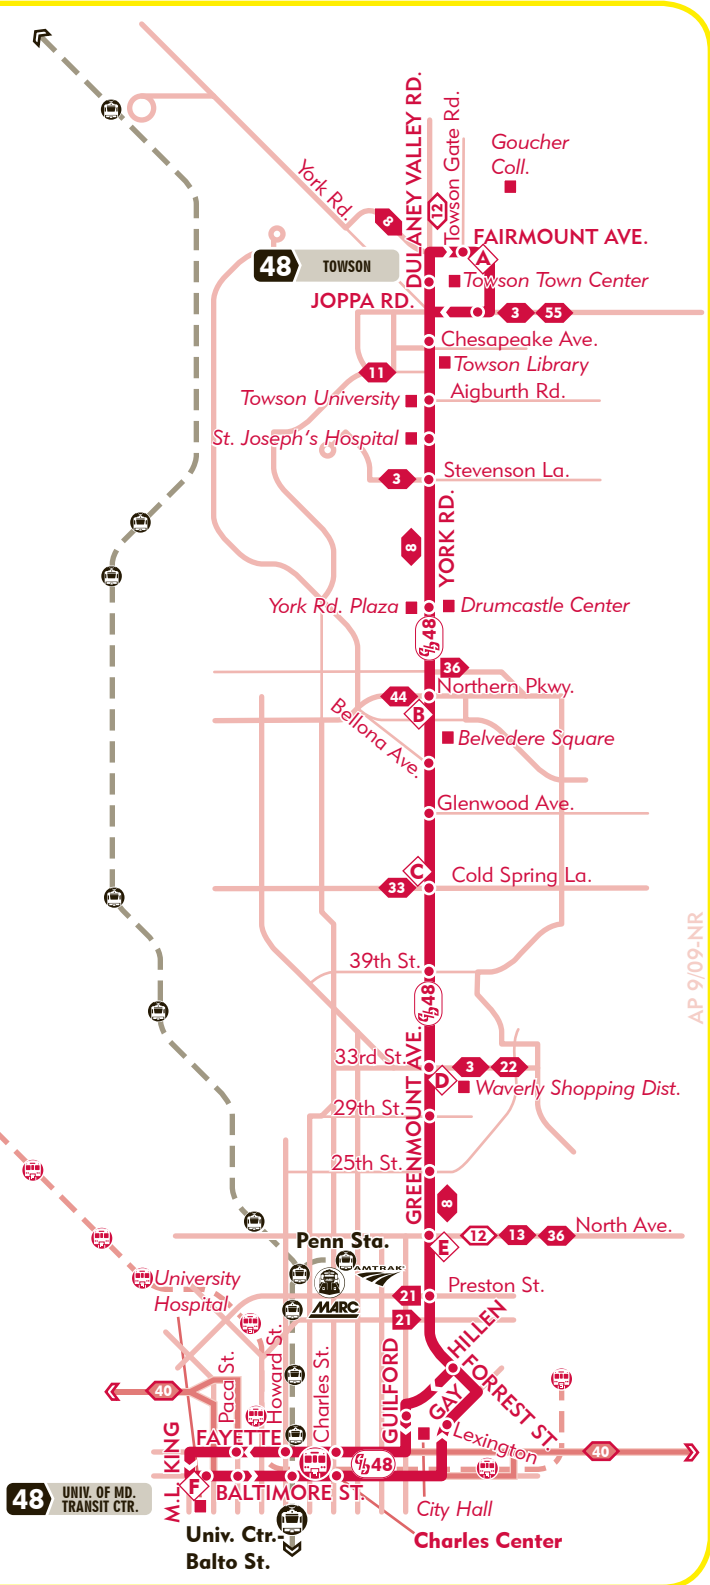 DULANEY VALLEY RD.
Towson Gate Rd.
Goucher
Coll.
York Rd.
8
12
FAIRMOUNT AVE.
A
48 TOWSON
Towson Town Center
JOPPA RD.
3 55
Chesapeake Ave.
Towson Library
11
Aigburth Rd.
Towson University
St. Joseph's Hospital
Stevenson La.
3
YORK RD.
8
York Rd. Plaza
Drumcastle Center
48
36
Northern Pkwy.
44
B
Bellona Ave.
Belvedere Square
Glenwood Ave.
C
Cold Spring La.
33
AP 9/09-NR
39th St.
48
GREENMOUNT AVE.
33rd St.
3 22
D
Waverly Shopping Dist.
29th St.
25th St.
8
North Ave.
12 13 36
E
Penn Sta.
AMTRAK
MARC
University
Hospital
Preston St.
21
21
HILLEN
FORREST ST.
GUILFORD
GAY
Howard St.
Charles St.
Paca St.
40
M.L. KING
FAYETTE
Lexington
40
48
F
BALTIMORE ST.
48 UNIV. OF MD.
TRANSIT CTR.
City Hall
Univ. Ctr.-
Balto St.
Charles Center